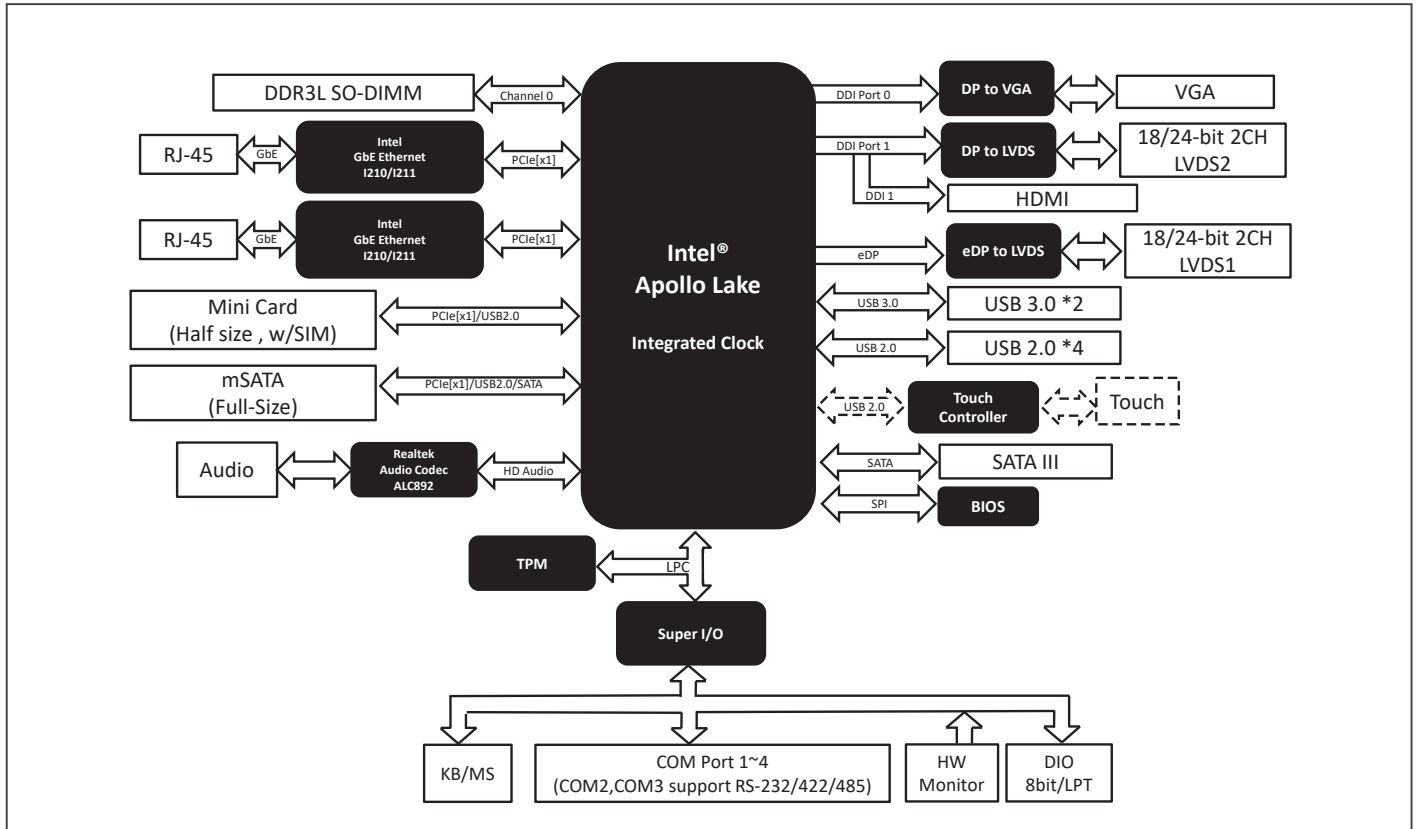 DDR3L SO-DIMM
Channel 0
RJ-45
GbE
Intel
GbE Ethernet
I210/I211
PCIe[x1]
RJ-45
GbE
Intel
GbE Ethernet
I210/I211
PCIe[x1]
Mini Card
(Half size , w/SIM)
PCIe[x1]/USB2.0
mSATA
(Full-Size)
PCIe[x1]/USB2.0/SATA
Audio
Realtek
Audio Codec
ALC892
HD Audio
Intel®
Apollo Lake
Integrated Clock
DDI Port 0
DP to VGA
VGA
DDI Port 1
DP to LVDS
18/24-bit 2CH
LVDS2
DDI 1
HDMI
eDP
eDP to LVDS
18/24-bit 2CH
LVDS1
USB 3.0
USB 3.0 *2
USB 2.0
USB 2.0 *4
USB 2.0
Touch
Controller
Touch
SATA
SATA III
SPI
BIOS
TPM
LPC
Super I/O
KB/MS
COM Port 1~4
(COM2,COM3 support RS-232/422/485)
HW
Monitor
DIO
8bit/LPT